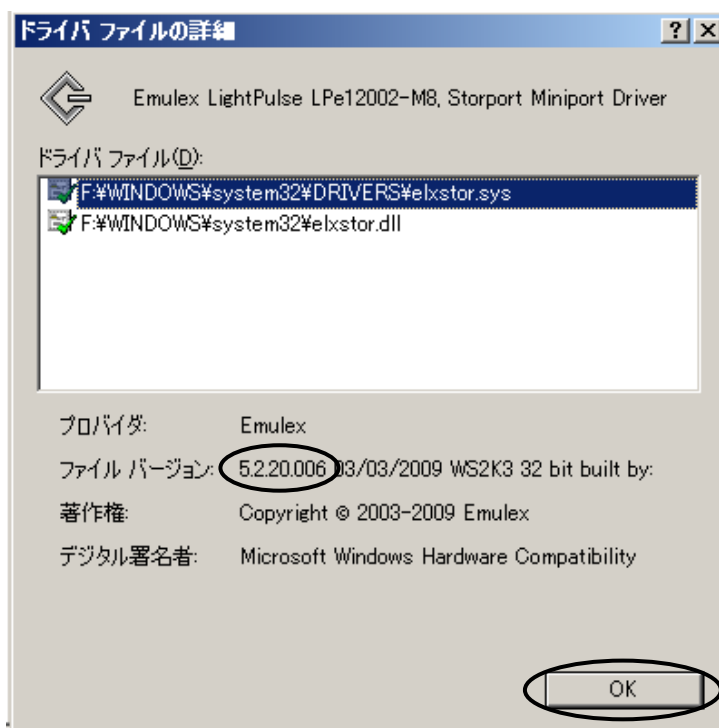 ドライバ ファイルの詳細
Emulex LightPulse LPe12002-M8, Storport Miniport Driver
ドライバ ファイル(D):
F:¥WINDOWS¥system32¥DRIVERS¥elxstor.sys
F:¥WINDOWS¥system32¥elxstor.dll
プロバイダ: Emulex
ファイル バージョン: 5.2.20.006 03/03/2009 WS2K3 32 bit built by:
著作権: Copyright © 2003-2009 Emulex
デジタル署名者: Microsoft Windows Hardware Compatibility
OK